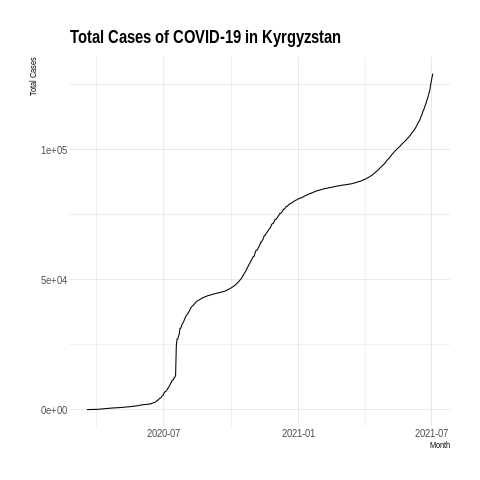 Total Cases of COVID-19 in Kyrgyzstan
Total Cases
1e+05
5e+04
0e+00
2020-07 2021-01 2021-07
Month